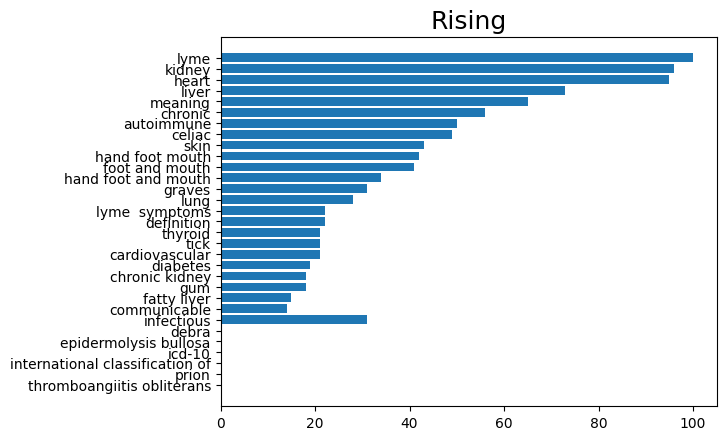 Rising
lyme
kidney
heart
liver
meaning
chronic
autoimmune
celiac
skin
hand foot mouth
foot and mouth
hand foot and mouth
graves
lung
lyme  symptoms
definition
thyroid
tick
cardiovascular
diabetes
chronic kidney
gum
fatty liver
communicable
infectious
debra
epidermolysis bullosa
icd-10
international classification of
prion
thromboangiitis obliterans
0 20 40 60 80 100